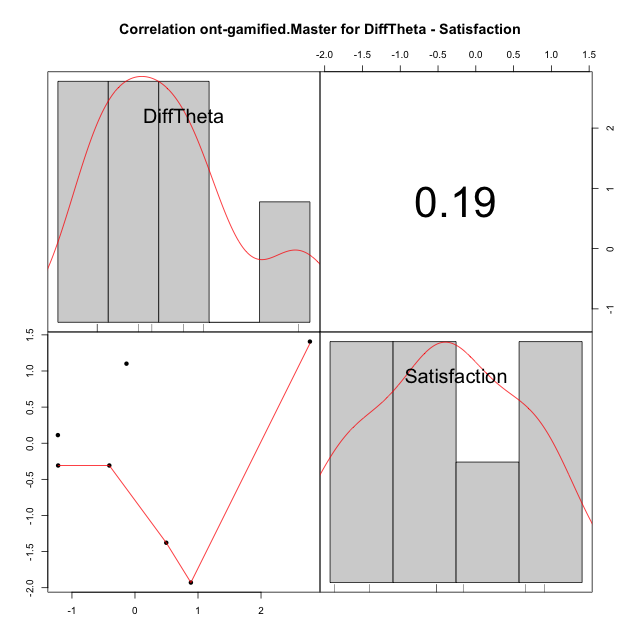 Correlation ont-gamified.Master for DiffTheta - Satisfaction
-2.0 -1.5 -1.0 -0.5 0.0 0.5 1.0 1.5
DiffTheta
0.19
2
1
0
-1
1.5
1.0
0.5
0.0
-0.5
-1.0
-1.5
-2.0
Satisfaction
-1 0 1 2